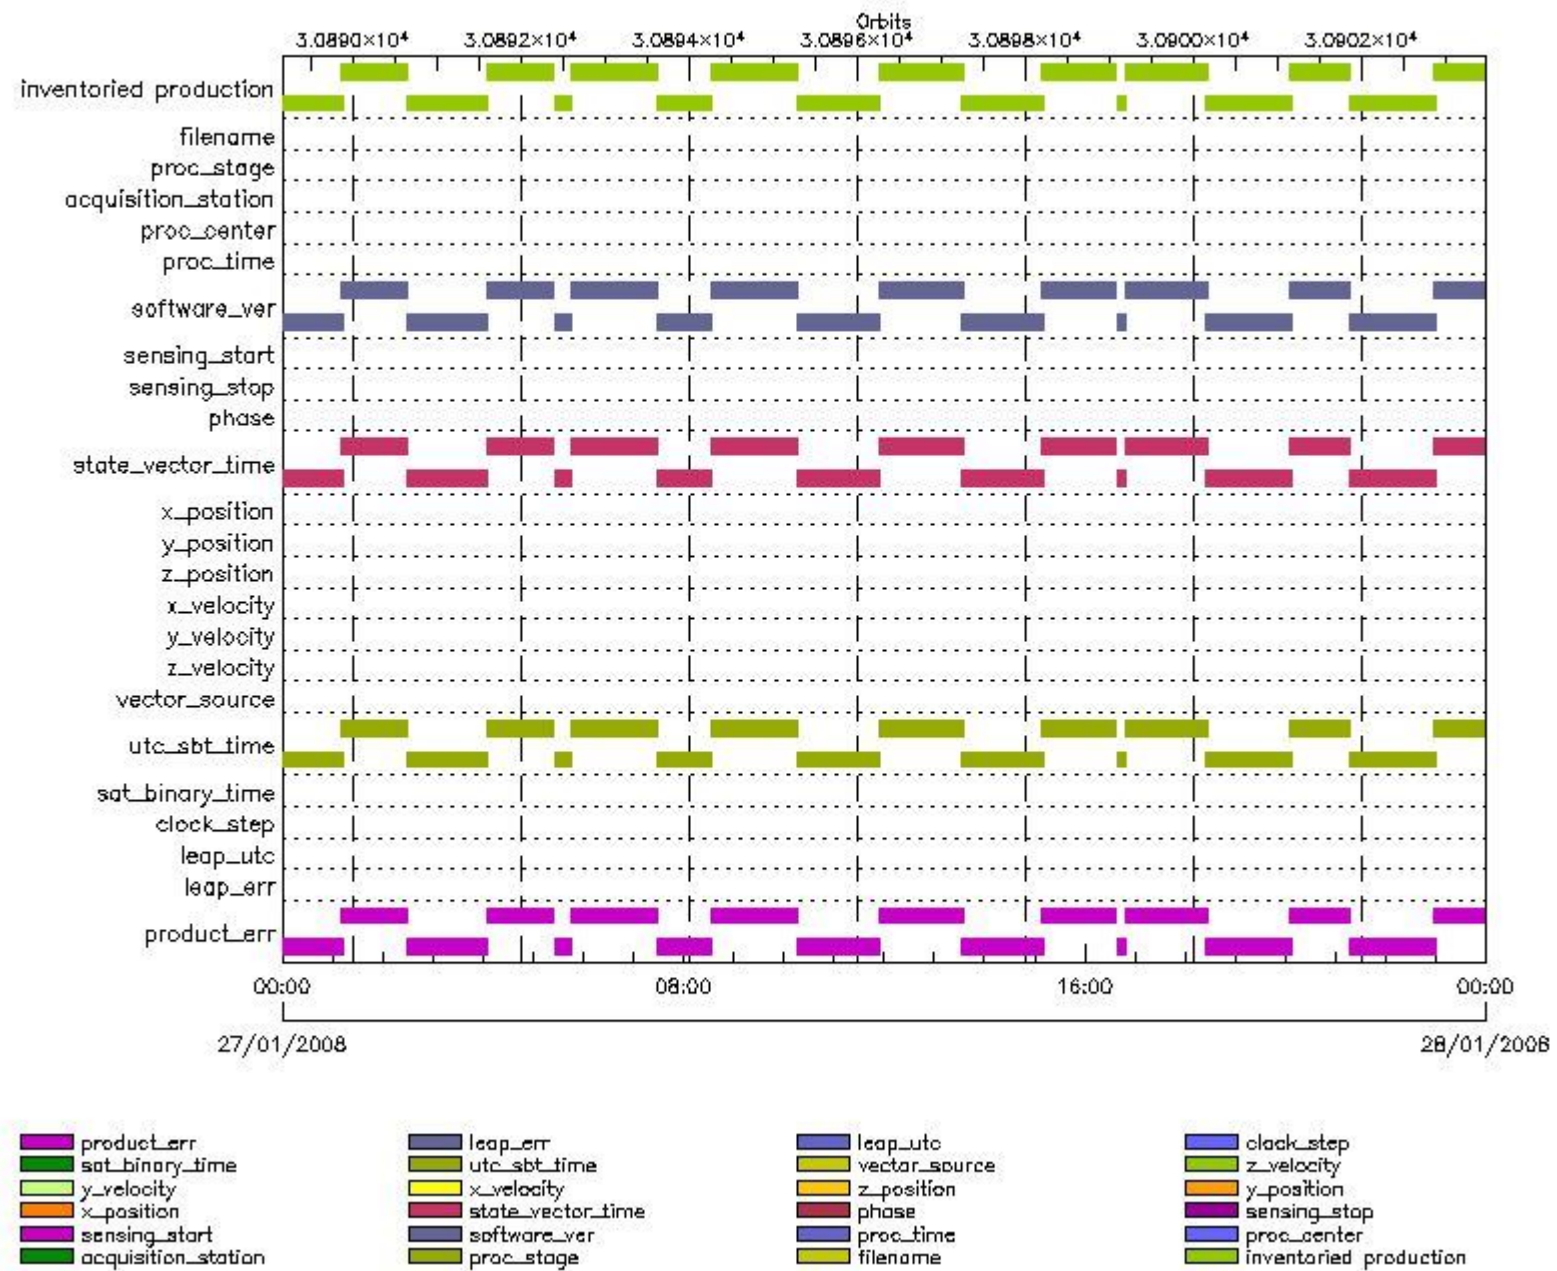 Orbits
3.0890×10⁴ 3.0892×10⁴ 3.0894×10⁴ 3.0896×10⁴ 3.0898×10⁴ 3.0900×10⁴ 3.0902×10⁴
inventoried production
filename
proc_stage
acquisition_station
proc_center
proc_time
software_ver
sensing_start
sensing_stop
phase
state_vector_time
x_position
y_position
z_position
x_velocity
y_velocity
z_velocity
vector_source
utc_sbt_time
sat_binary_time
clock_step
leap_utc
leap_err
product_err
00:00 08:00 16:00 00:00
27/01/2008 28/01/2008
product_err leap_err leap_utc clock_step
sat_binary_time utc_sbt_time vector_source z_velocity
y_velocity x_velocity z_position y_position
x_position state_vector_time phase sensing_stop
sensing_start software_ver proc_time proc_center
acquisition_station proc_stage filename inventoried production